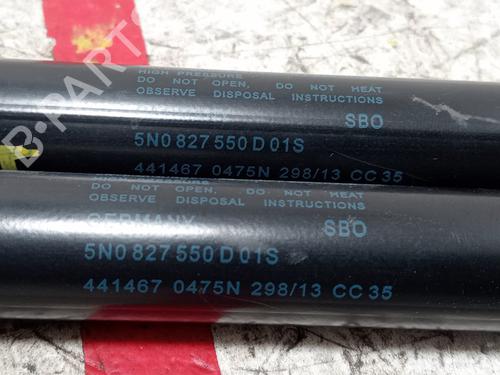 HIGH PRESSURE
DO NOT OPEN, DO NOT HEAT
OBSERVE DISPOSAL INSTRUCTIONS
SBO
5N0 827 550 D 01S
441467 0475N 298/13 CC 35
HIGH PRESSURE
DO NOT OPEN, DO NOT HEAT
OBSERVE DISPOSAL INSTRUCTIONS
GERMANY SBO
5N0 827 550 D 01S
441467 0475N 298/13 CC 35
B-PARTS